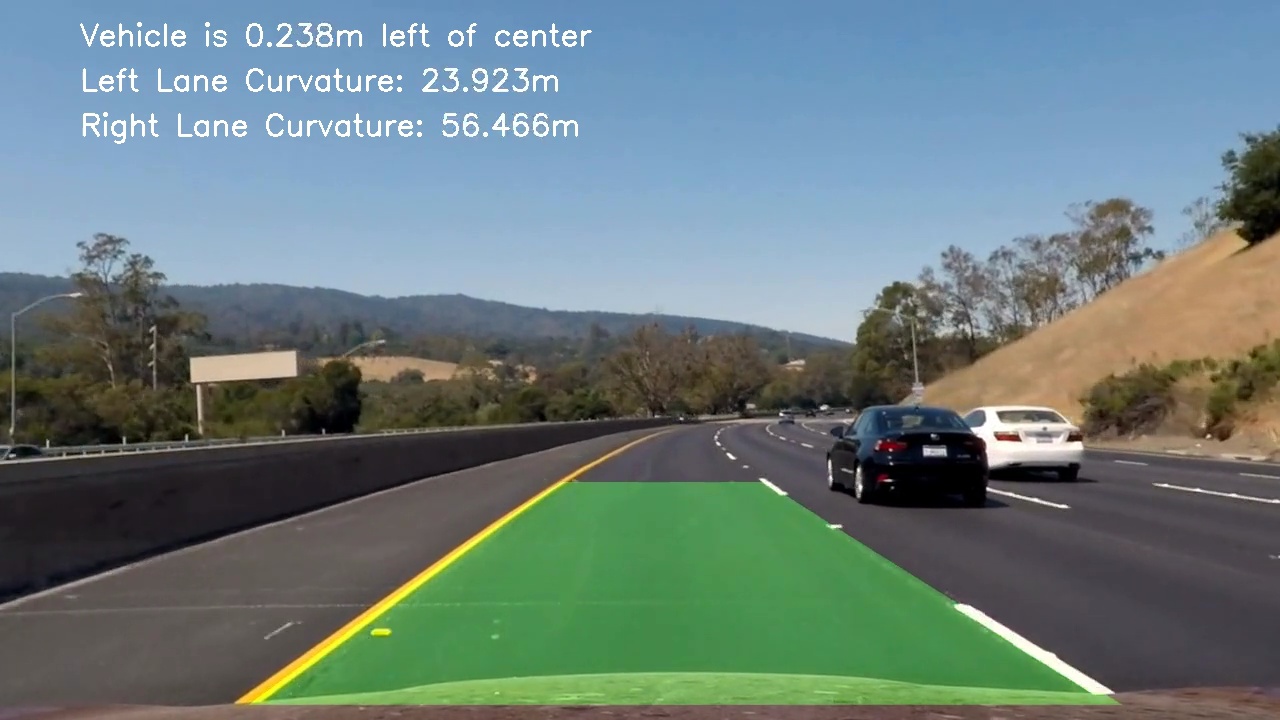 Vehicle is 0.238m left of center
Left Lane Curvature: 23.923m
Right Lane Curvature: 56.466m